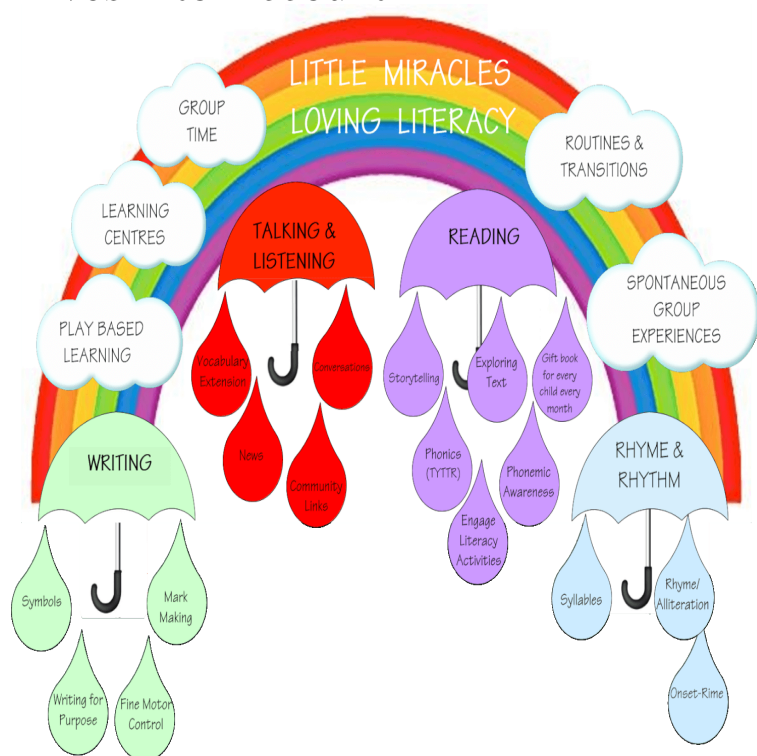 LITTLE MIRACLES
LOVING LITERACY
GROUP
TIME
ROUTINES &
TRANSITIONS
LEARNING
CENTRES
SPONTANEOUS
GROUP
EXPERIENCES
PLAY BASED
LEARNING
TALKING &
LISTENING
Vocabulary
Extension
Conversations
News
Community
Links
READING
Storytelling
Exploring
Text
Gift book
for every
child every
month
Phonics
(TYTTR)
Phonemic
Awareness
Engage
Literacy
Activities
WRITING
Symbols
Mark
Making
Writing for
Purpose
Fine Motor
Control
RHYME &
RHYTHM
Syllables
Rhyme/
Alliteration
Onset-Rime